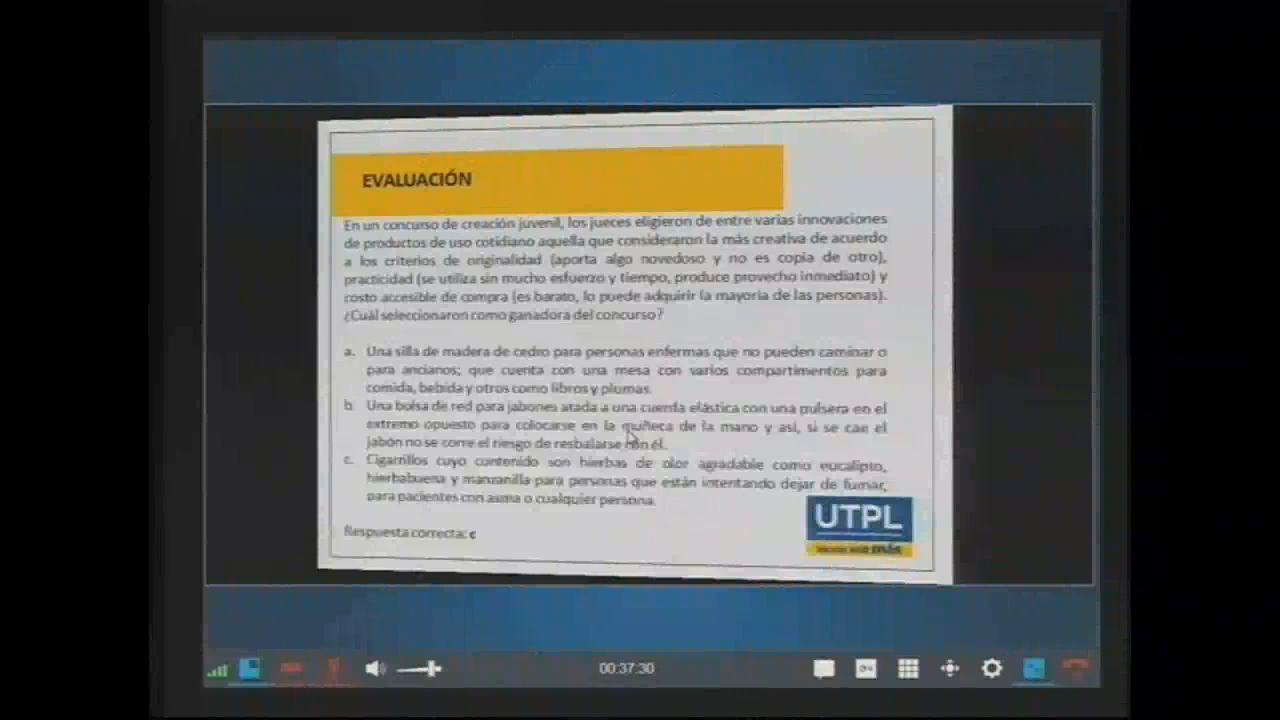 EVALUACIÓN
En un concurso de creación juvenil, los jueces eligieron de entre varias innovaciones
de productos de uso cotidiano aquella que consideraron la más creativa de acuerdo
a los criterios de originalidad (aporta algo novedoso y no es copia de otro),
practicidad (se utiliza sin mucho esfuerzo y tiempo, produce provecho inmediato) y
costo accesible de compra (es barato, lo puede adquirir la mayoria de las personas).
¿Cuál seleccionaron como ganadora del concurso?
a. Una silla de madera de cedro para personas enfermas que no pueden caminar o
para ancianos; que cuenta con una mesa con varios compartimentos para
comida, bebida y otros como libros y plumas.
b. Una bolsa de red para jabones atada a una cuerda elástica con una pulsera en el
extremo opuesto para colocarse en la muñeca de la mano y así, si se cae el
jabón no se corre el riesgo de resbalarse con él.
c. Cigarrillos cuyo contenido son hierbas de olor agradable como eucalipto,
hierbabuena y manzanilla para personas que están intentando dejar de fumar,
para pacientes con asma o cualquier persona.
Respuesta correcta: c
UTPL
más
00:37:30